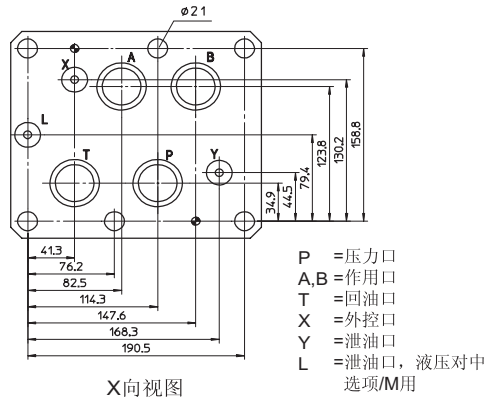 ø21
A
B
X
L
T
P
Y
34.9
44.5
79.4
123.8
130.2
158.8
41.3
76.2
82.5
114.3
147.6
168.3
190.5
X向视图
P =压力口
A,B =作用口
T =回油口
X =外控口
Y =泄油口
L =泄油口，液压对中
选项/M用